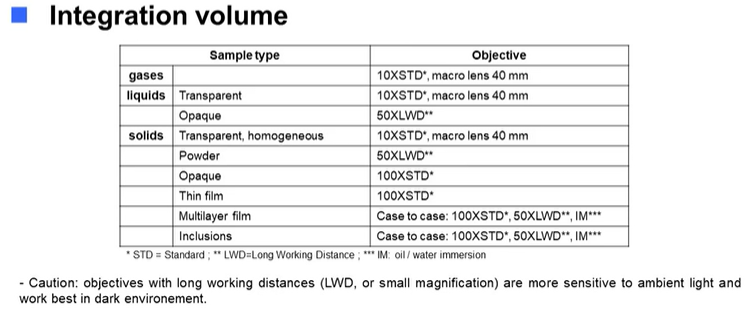 Integration volume
Sample type Objective
gases 10XSTD*, macro lens 40 mm
liquids Transparent 10XSTD*, macro lens 40 mm
Opaque 50XLWD**
solids Transparent, homogeneous 10XSTD*, macro lens 40 mm
Powder 50XLWD**
Opaque 100XSTD*
Thin film 100XSTD*
Multilayer film Case to case: 100XSTD*, 50XLWD**, IM***
Inclusions Case to case: 100XSTD*, 50XLWD**, IM***
* STD = Standard ; ** LWD=Long Working Distance ; *** IM: oil / water immersion
- Caution: objectives with long working distances (LWD, or small magnification) are more sensitive to ambient light and
work best in dark environement.